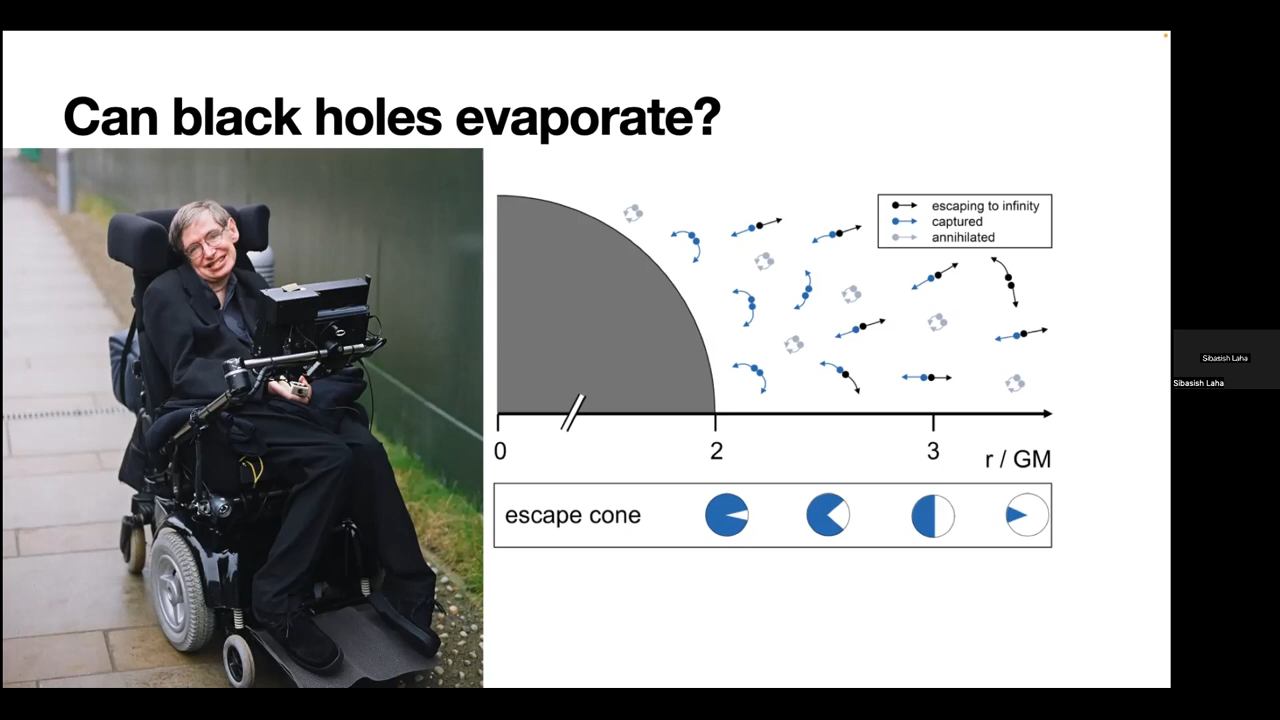 Can black holes evaporate?
escaping to infinity
captured
annihilated
0
2
3
r / GM
escape cone
Sibasish Laha
Sibasish Laha